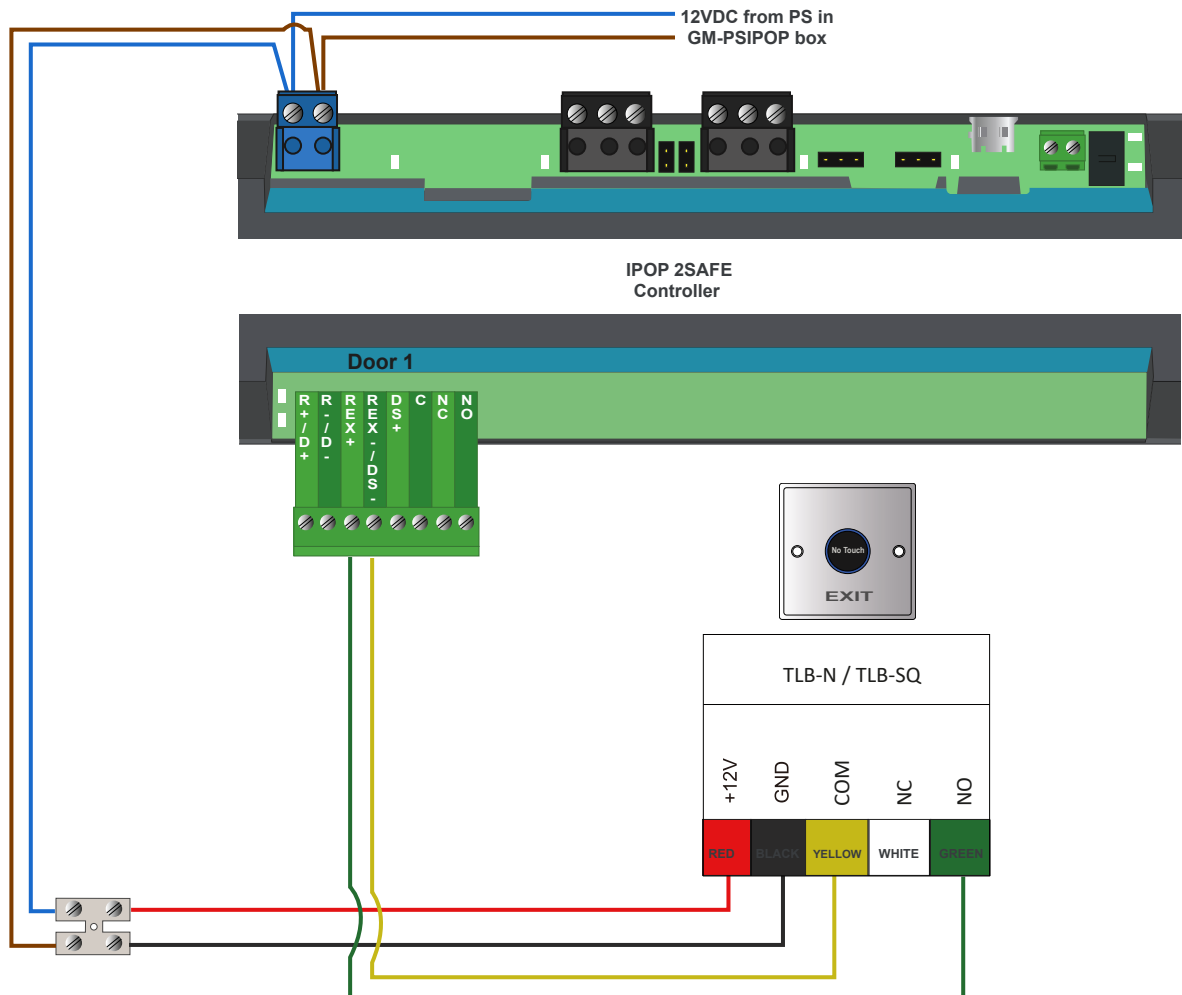 12VDC from PS in
GM-PSIPOP box
IPOP 2SAFE
Controller
Door 1
R+/D+
R-/D-
REX+
REX-/DS-
DS+
C
NC
NO
No Touch
EXIT
TLB-N / TLB-SQ
+12V
GND
COM
NC
NO
RED
BLACK
YELLOW
WHITE
GREEN